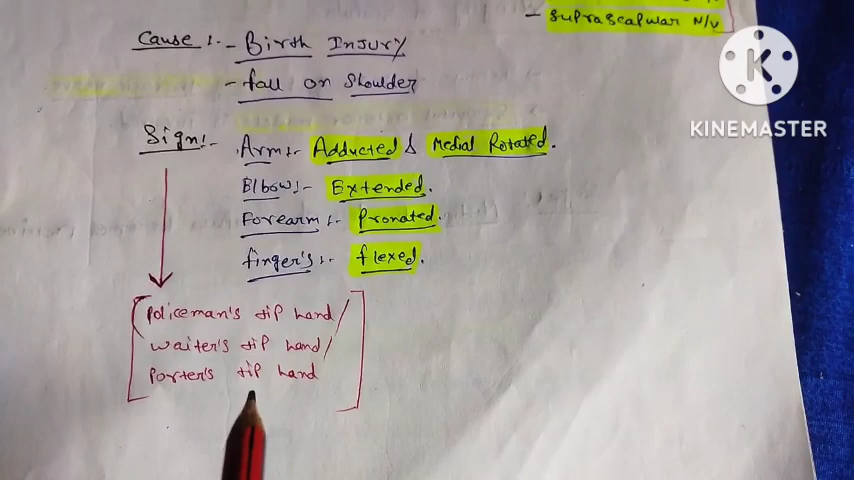 - Suprascapular N/V
Cause :- - Birth Injury
- fall on Shoulder
Sign:- Arm :- Adducted & Medial Rotated.
Elbow :- Extended.
Forearm :- Pronated.
finger's :- flexed.
[Policeman's tip hand/
waiter's tip hand/
Porter's tip hand]
K
KINEMASTER